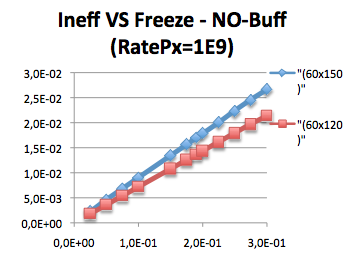 Ineff VS Freeze - NO-Buff
(RatePx=1E9)
3,0E-02
2,5E-02
2,0E-02
1,5E-02
1,0E-02
5,0E-03
0,0E+00
0,0E+00 1,0E-01 2,0E-01 3,0E-01
"(60x150
)"
"(60x120
)"